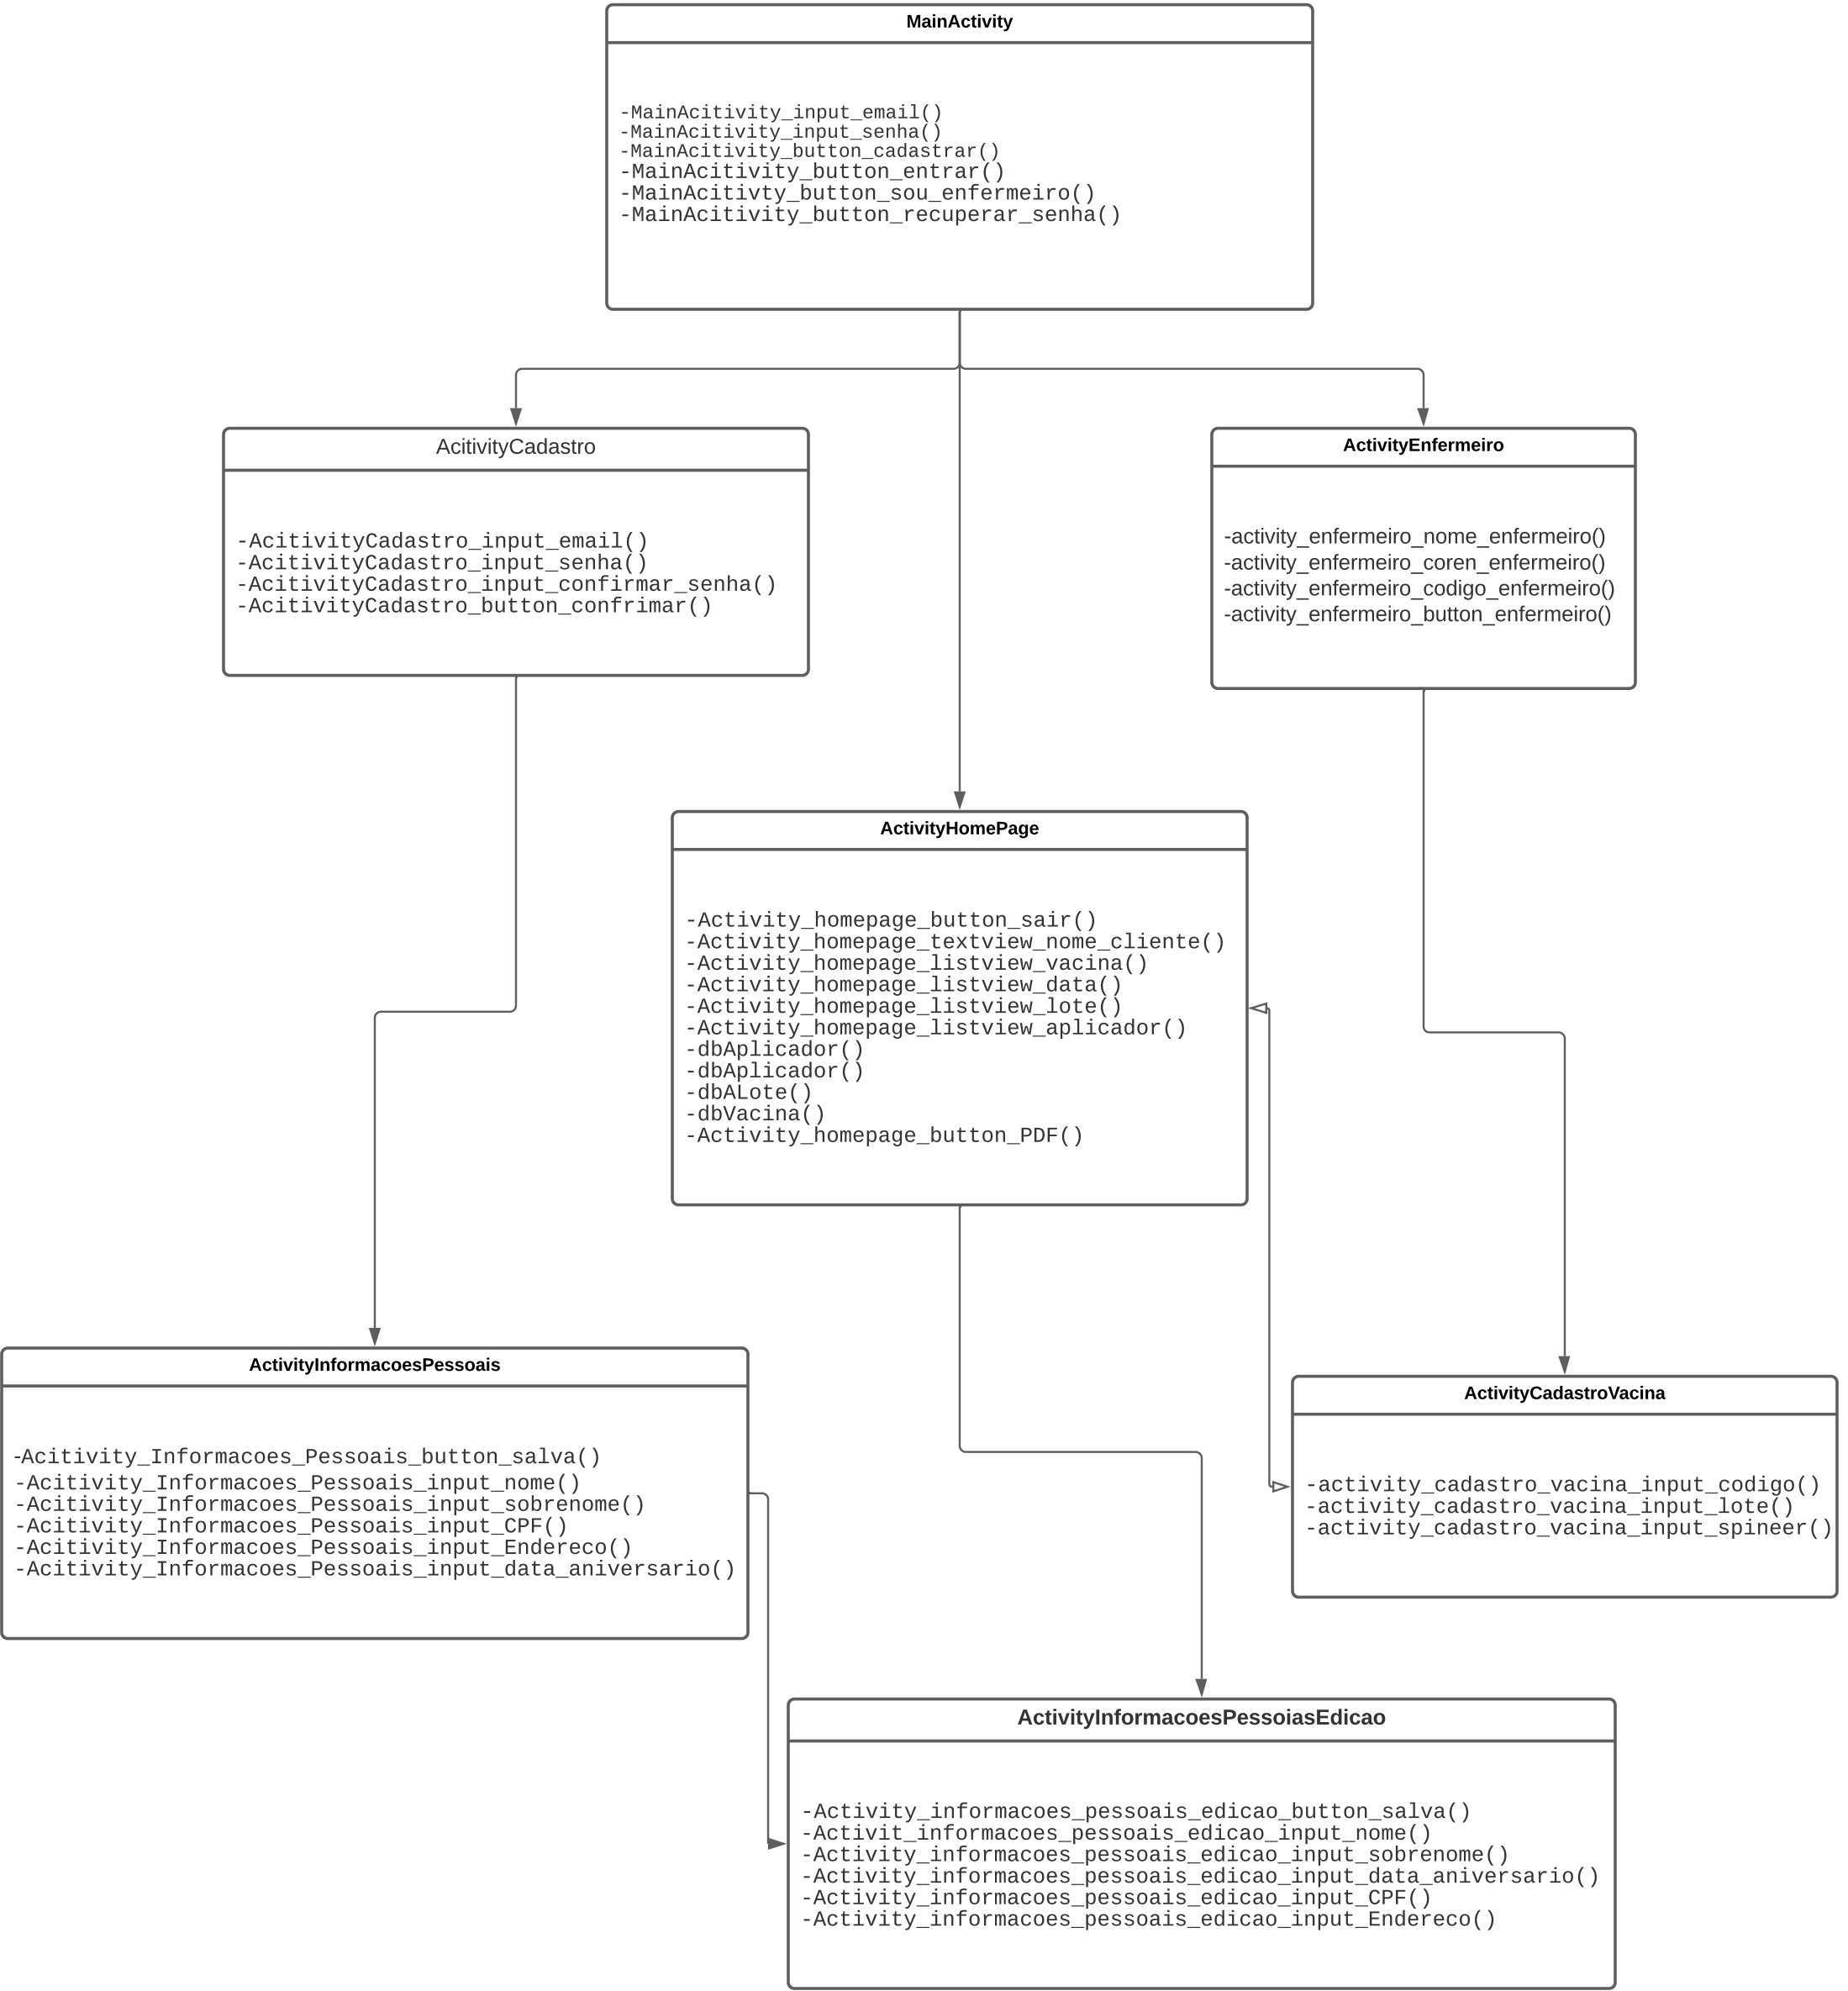 MainActivity
-MainAcitivity_input_email()
-MainAcitivity_input_senha()
-MainAcitivity_button_cadastrar()
-MainAcitivity_button_entrar()
-MainAcitivty_button_sou_enfermeiro()
-MainAcitivity_button_recuperar_senha()
AcitivityCadastro
-AcitivityCadastro_input_email()
-AcitivityCadastro_input_senha()
-AcitivityCadastro_input_confirmar_senha()
-AcitivityCadastro_button_confrimar()
ActivityEnfermeiro
-activity_enfermeiro_nome_enfermeiro()
-activity_enfermeiro_coren_enfermeiro()
-activity_enfermeiro_codigo_enfermeiro()
-activity_enfermeiro_button_enfermeiro()
ActivityHomePage
-Activity_homepage_button_sair()
-Activity_homepage_textview_nome_cliente()
-Activity_homepage_listview_vacina()
-Activity_homepage_listview_data()
-Activity_homepage_listview_lote()
-Activity_homepage_listview_aplicador()
-dbAplicador()
-dbAplicador()
-dbALote()
-dbVacina()
-Activity_homepage_button_PDF()
ActivityInformacoesPessoais
-Acitivity_Informacoes_Pessoais_button_salva()
-Acitivity_Informacoes_Pessoais_input_nome()
-Acitivity_Informacoes_Pessoais_input_sobrenome()
-Acitivity_Informacoes_Pessoais_input_CPF()
-Acitivity_Informacoes_Pessoais_input_Endereco()
-Acitivity_Informacoes_Pessoais_input_data_aniversario()
ActivityCadastroVacina
-activity_cadastro_vacina_input_codigo()
-activity_cadastro_vacina_input_lote()
-activity_cadastro_vacina_input_spineer()
ActivityInformacoesPessoiasEdicao
-Activity_informacoes_pessoais_edicao_button_salva()
-Activit_informacoes_pessoais_edicao_input_nome()
-Activity_informacoes_pessoais_edicao_input_sobrenome()
-Activity_informacoes_pessoais_edicao_input_data_aniversario()
-Activity_informacoes_pessoais_edicao_input_CPF()
-Activity_informacoes_pessoais_edicao_input_Endereco()